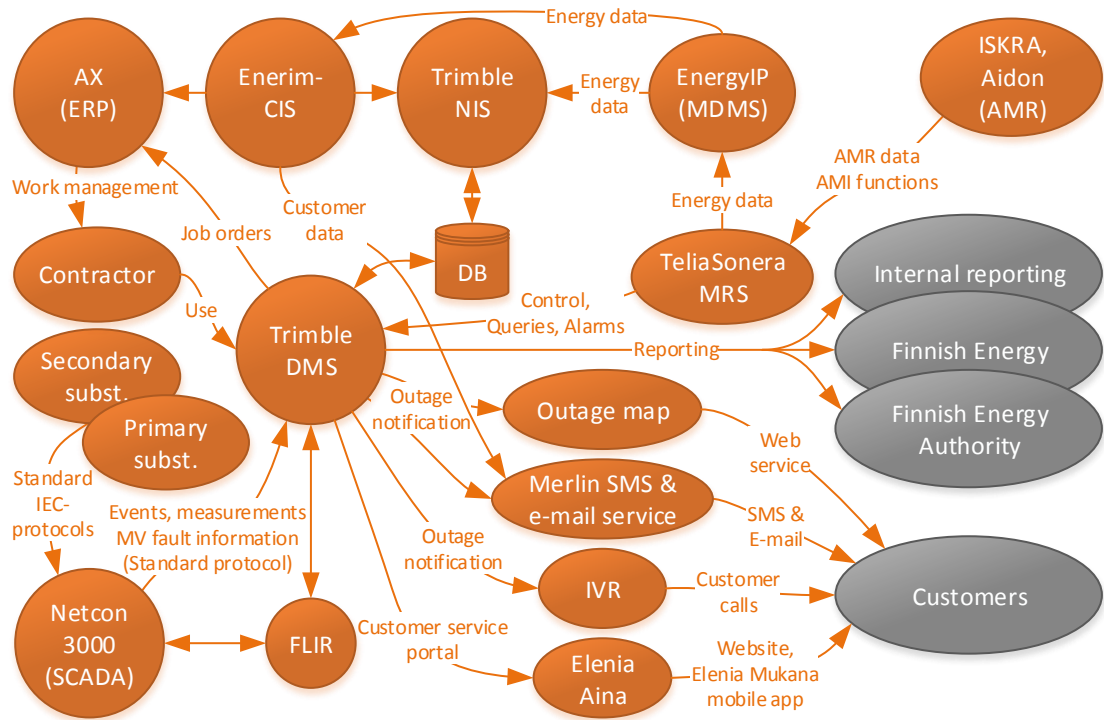 Energy data
AX
(ERP)
Enerim-
CIS
Trimble
NIS
Energy
data
EnergyIP
(MDMS)
ISKRA,
Aidon
(AMR)
Work management
Customer
data
Job orders
Energy data
AMR data
AMI functions
Contractor
DB
TeliaSonera
MRS
Internal reporting
Use
Control,
Queries, Alarms
Trimble
DMS
Reporting
Finnish Energy
Secondary
subst.
Primary
subst.
Outage
notification
Outage map
Finnish Energy
Authority
Web
service
Standard
IEC-
protocols
Events, measurements
MV fault information
(Standard protocol)
Merlin SMS &
e-mail service
SMS &
E-mail
Outage
notification
IVR
Customer
calls
Customers
Netcon
3000
(SCADA)
FLIR
Customer service
portal
Elenia
Aina
Website,
Elenia Mukana
mobile app